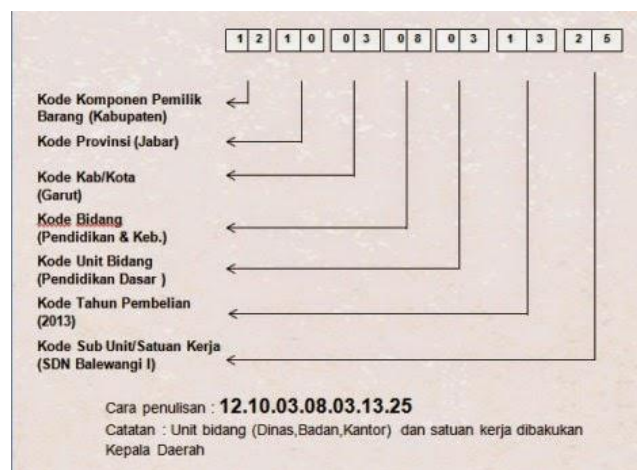 1 2 1 0 0 3 0 8 0 3 1 3 2 5
Kode Komponen Pemilik
Barang (Kabupaten)
Kode Provinsi (Jabar)
Kode Kab/Kota
(Garut)
Kode Bidang
(Pendidikan & Keb.)
Kode Unit Bidang
(Pendidikan Dasar )
Kode Tahun Pembelian
(2013)
Kode Sub Unit/Satuan Kerja
(SDN Balewangi I)
Cara penulisan : 12.10.03.08.03.13.25
Catatan : Unit bidang (Dinas,Badan,Kantor) dan satuan kerja dibakukan
Kepala Daerah